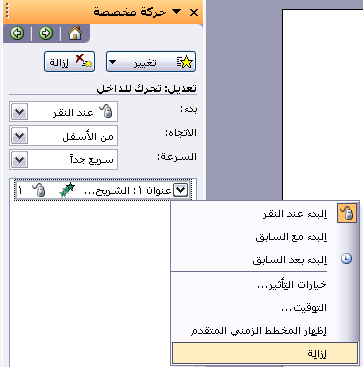 حركة مخصصة
تغيير
إزالة
تعديل: تحرك للداخل
بدء:
عند النقر
الاتجاه:
من الأسفل
السرعة:
سريع جداً
عنوان ١: الشريح...
١
البدء عند النقر
البدء مع السابق
البدء بعد السابق
خيارات التأثير...
التوقيت...
إظهار المخطط الزمني المتقدم
إزالة